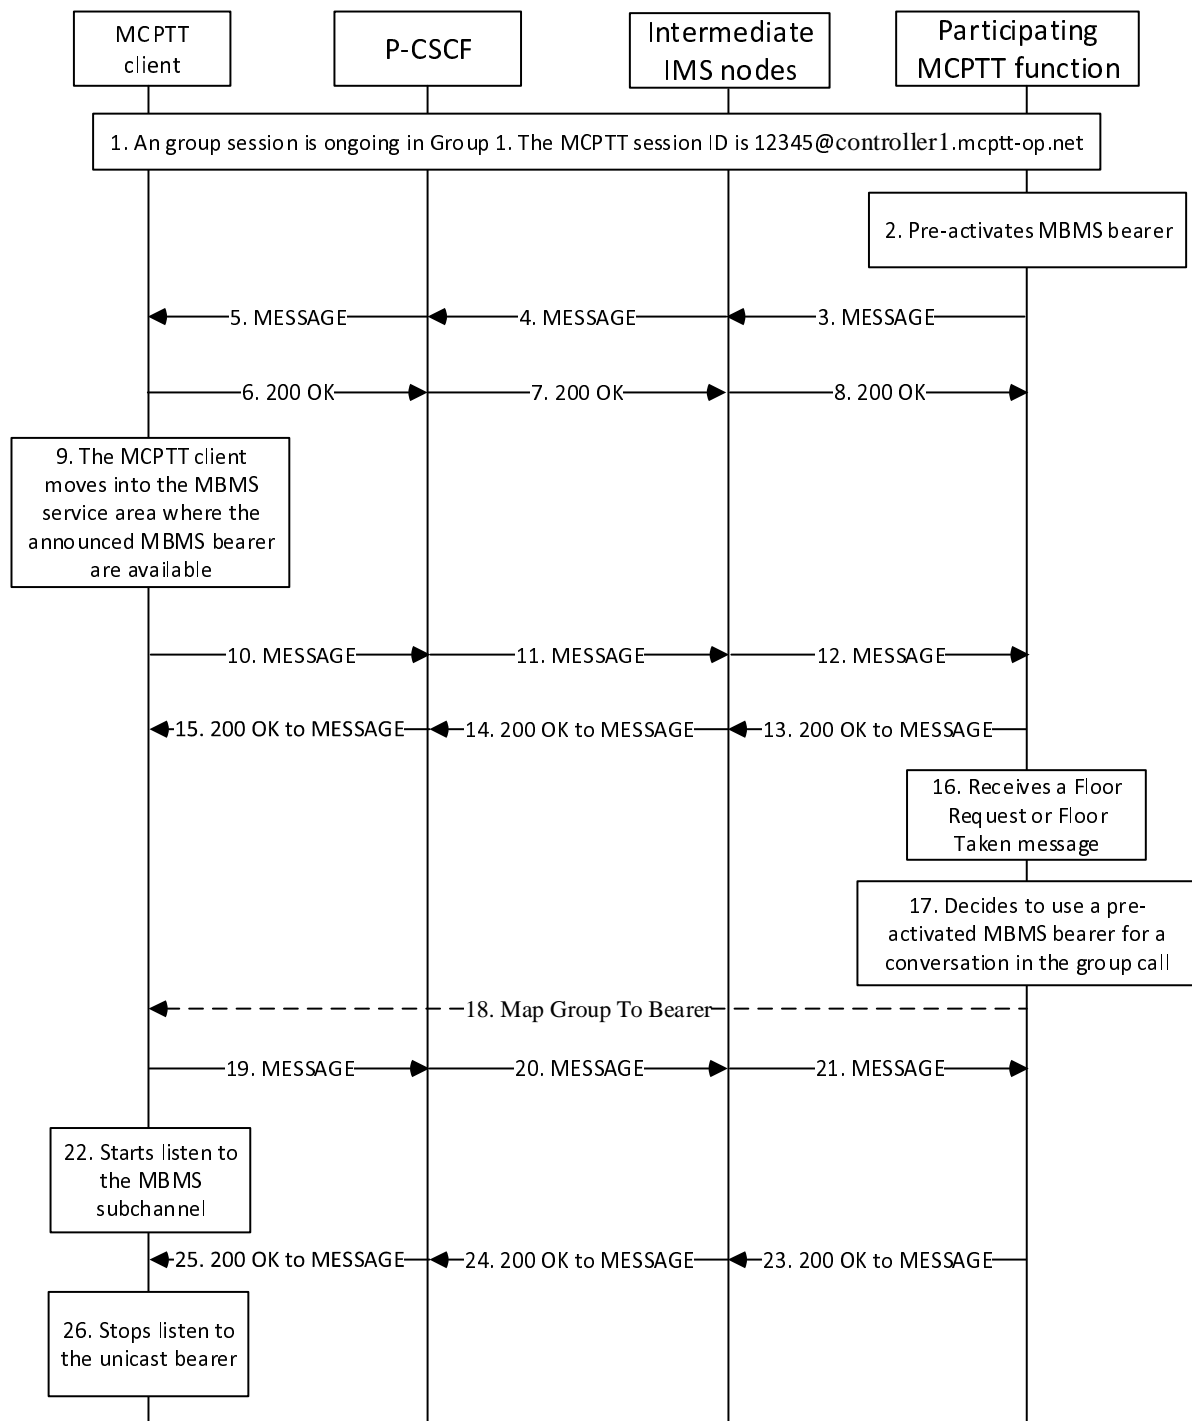 MCPTT
client
P-CSCF
Intermediate
IMS nodes
Participating
MCPTT function
1. An group session is ongoing in Group 1. The MCPTT session ID is 12345@controller1.mcptt-op.net
2. Pre-activates MBMS bearer
5. MESSAGE
4. MESSAGE
3. MESSAGE
6. 200 OK
7. 200 OK
8. 200 OK
9. The MCPTT client
moves into the MBMS
service area where the
announced MBMS bearer
are available
10. MESSAGE
11. MESSAGE
12. MESSAGE
15. 200 OK to MESSAGE
14. 200 OK to MESSAGE
13. 200 OK to MESSAGE
16. Receives a Floor
Request or Floor
Taken message
17. Decides to use a pre-
activated MBMS bearer for a
conversation in the group call
18. Map Group To Bearer
19. MESSAGE
20. MESSAGE
21. MESSAGE
22. Starts listen to
the MBMS
subchannel
25. 200 OK to MESSAGE
24. 200 OK to MESSAGE
23. 200 OK to MESSAGE
26. Stops listen to
the unicast bearer